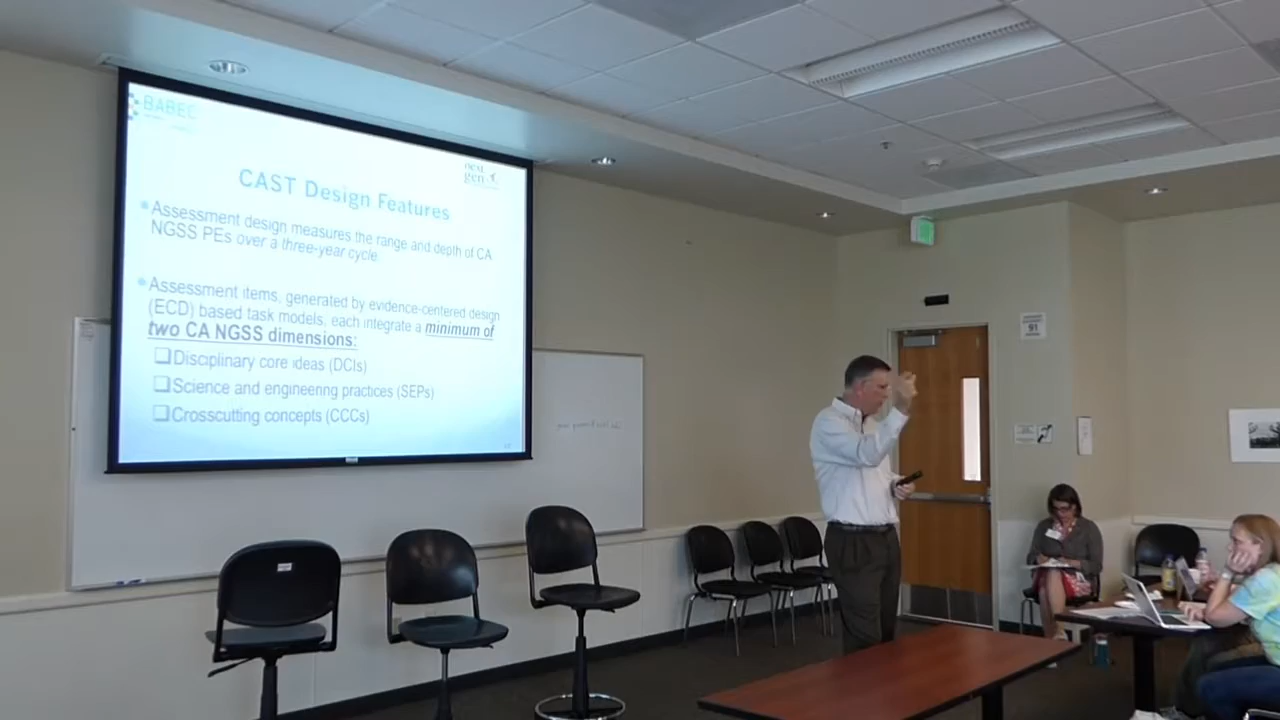 BABEC
next
gen
CAST Design Features
Assessment design measures the range and depth of CA
NGSS PEs over a three-year cycle
Assessment items, generated by evidence-centered design
(ECD) based task models, each integrate a minimum of
two CA NGSS dimensions:
Disciplinary core ideas (DCIs)
Science and engineering practices (SEPs)
Crosscutting concepts (CCCs)
91